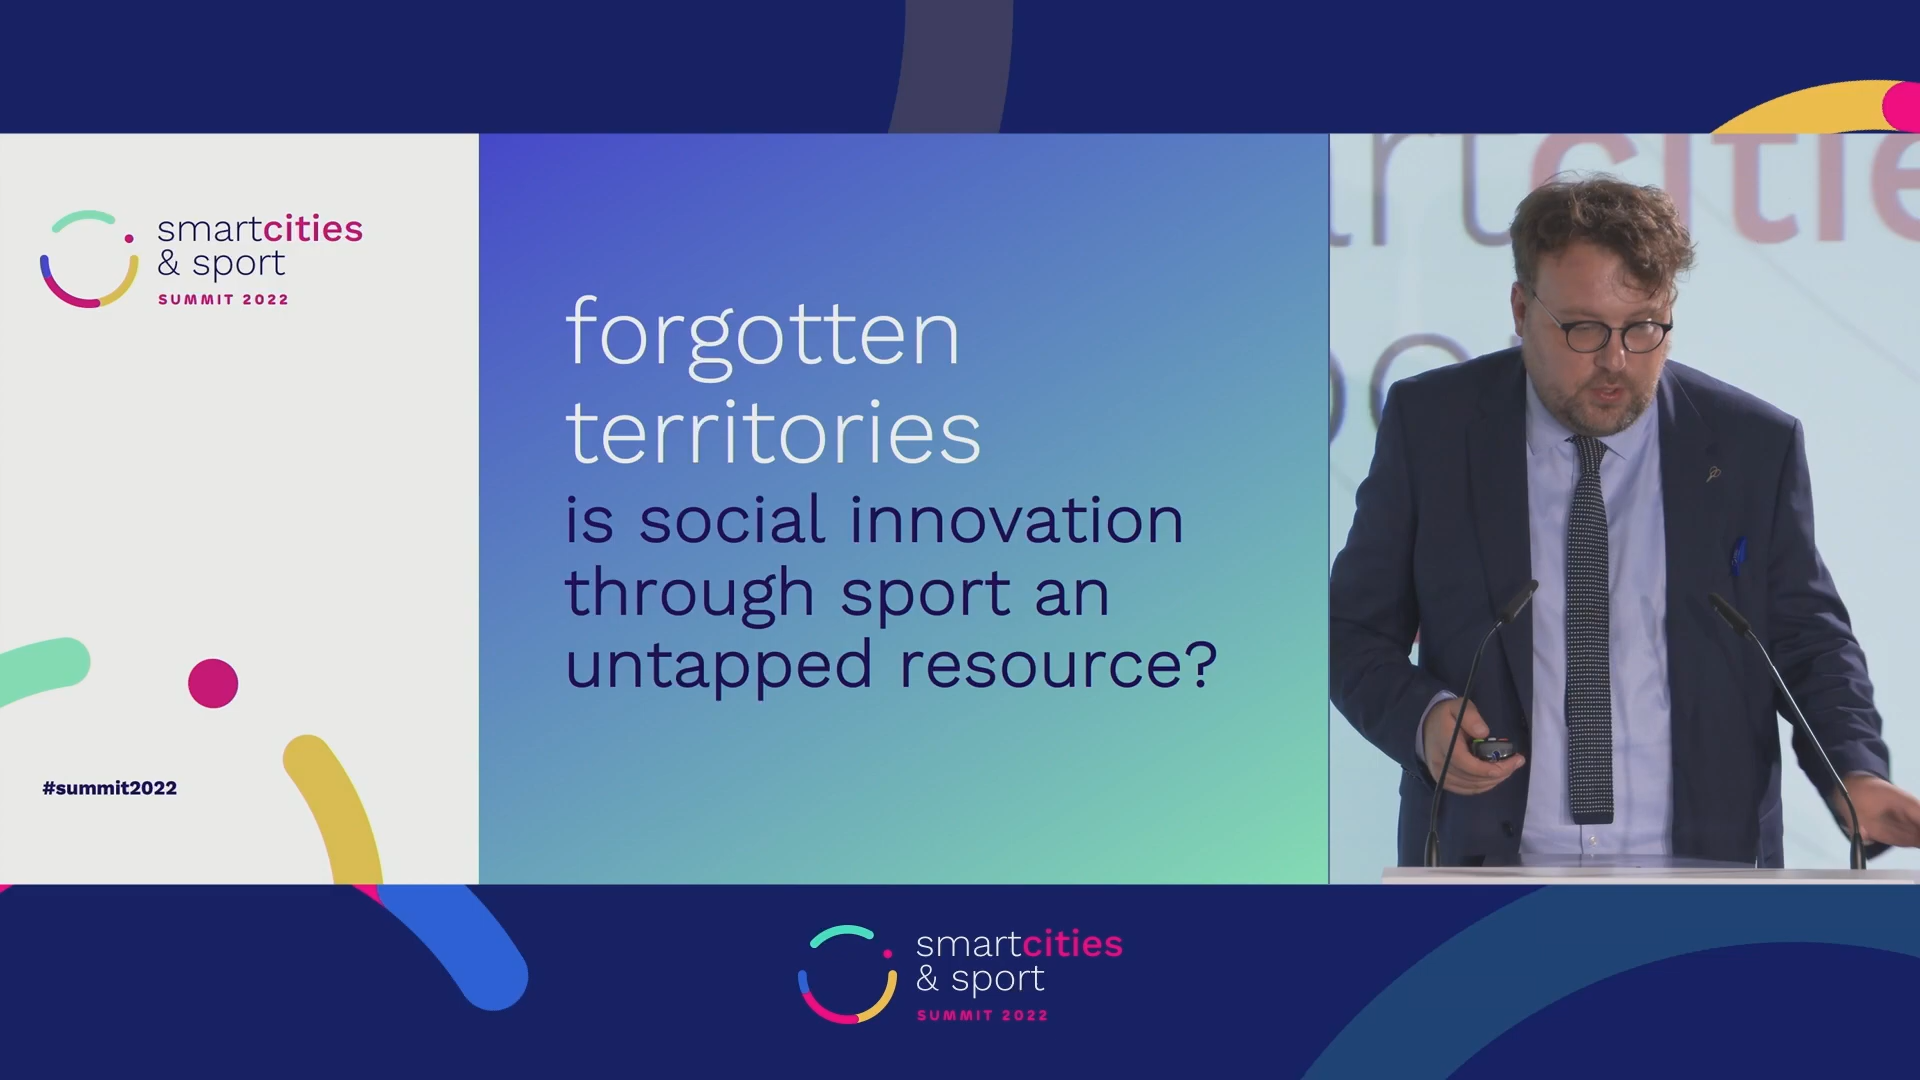 smartcities
& sport
SUMMIT 2022
#summit2022
forgotten
territories
is social innovation
through sport an
untapped resource?
smartcities
& sport
SUMMIT 2022